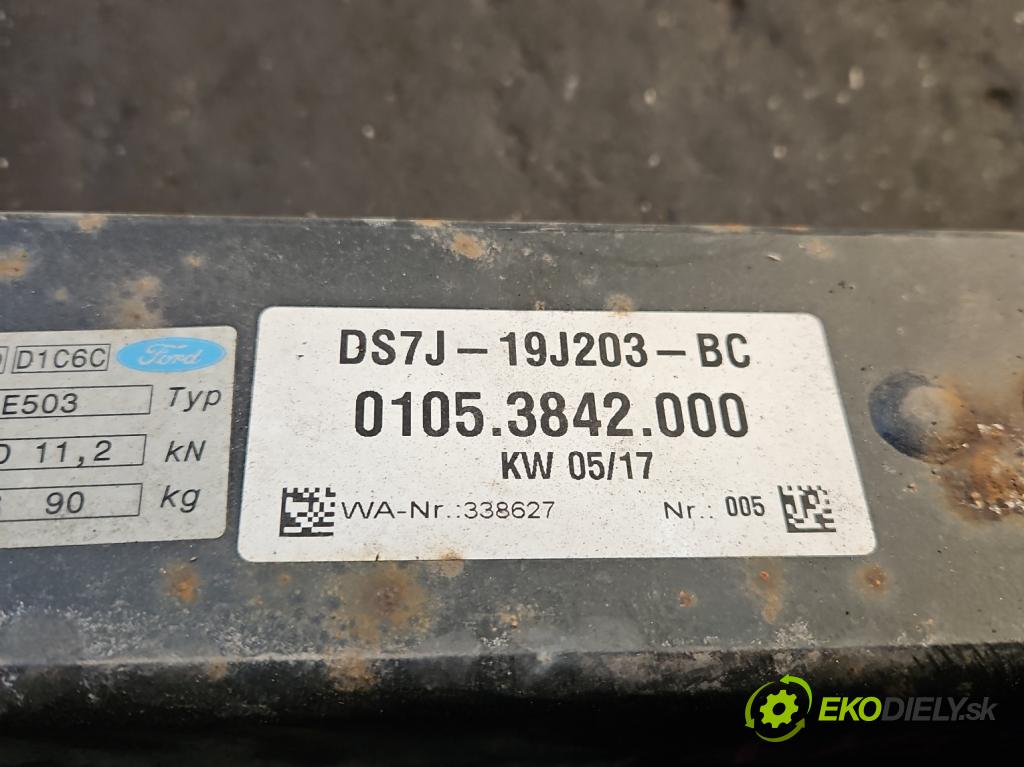 D1C6C Ford
E503 Typ
D 11,2 kN
90 kg
DS7J-19J203-BC
0105.3842.000
KW 05/17
WA-Nr.:338627 Nr.: 005
EKODIELY.sk